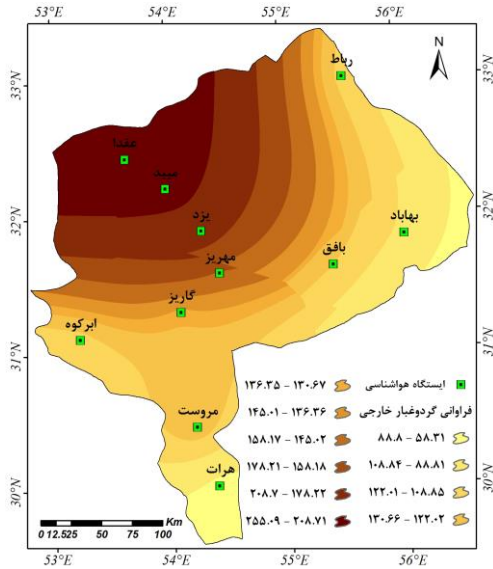 53°E 54°E 55°E 56°E
N
33°N 33°N
32°N 32°N
31°N 31°N
30°N 30°N
رباط
عقدا
میبد
یزد
بهاباد
بافق
مهریز
گاریز
ابرکوه
مروست
هرات
ایستگاه هواشناسی
فراوانی گردوغبار خارجی
۸۸.۸ – ۵۸.۳۱
۱۰۸.۸۴ – ۸۸.۸۱
۱۲۲.۰۱ – ۱۰۸.۸۵
۱۳۰.۶۶ – ۱۲۲.۰۲
۱۳۶.۳۵ – ۱۳۰.۶۷
۱۴۵.۰۱ – ۱۳۶.۳۶
۱۵۸.۱۷ – ۱۴۵.۰۲
۱۷۸.۲۱ – ۱۵۸.۱۸
۲۰۸.۷ – ۱۷۸.۲۲
۲۵۵.۰۹ – ۲۰۸.۷۱
Km
0 12.525 50 75 100
53°E 54°E 55°E 56°E